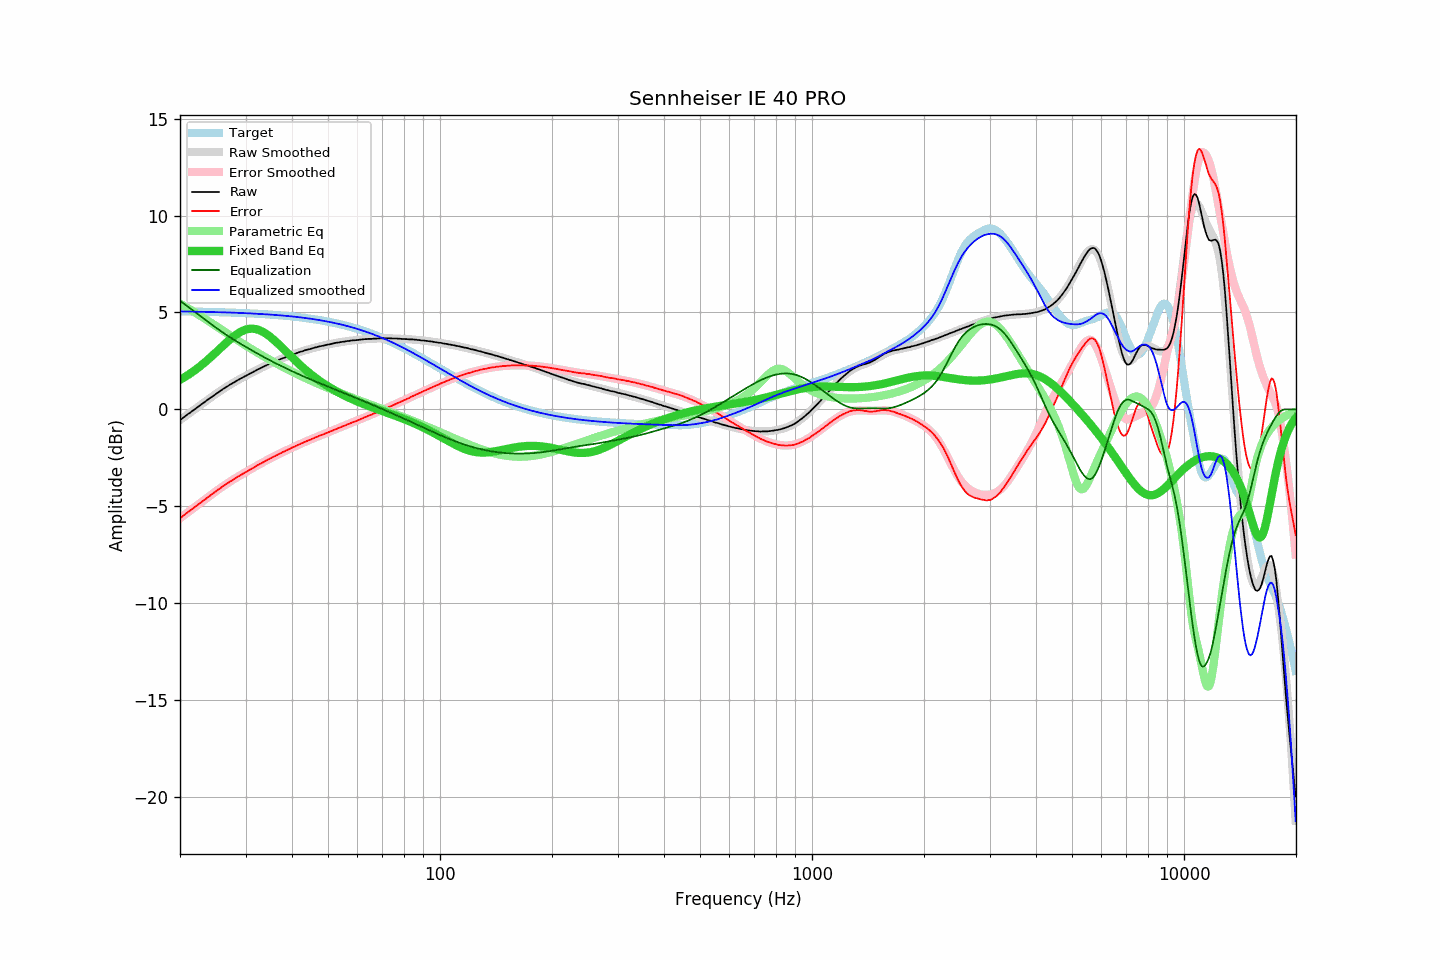 Sennheiser IE 40 PRO
15
10
5
0
−5
−10
−15
−20
Amplitude (dBr)
Target
Raw Smoothed
Error Smoothed
Raw
Error
Parametric Eq
Fixed Band Eq
Equalization
Equalized smoothed
100
1000
10000
Frequency (Hz)